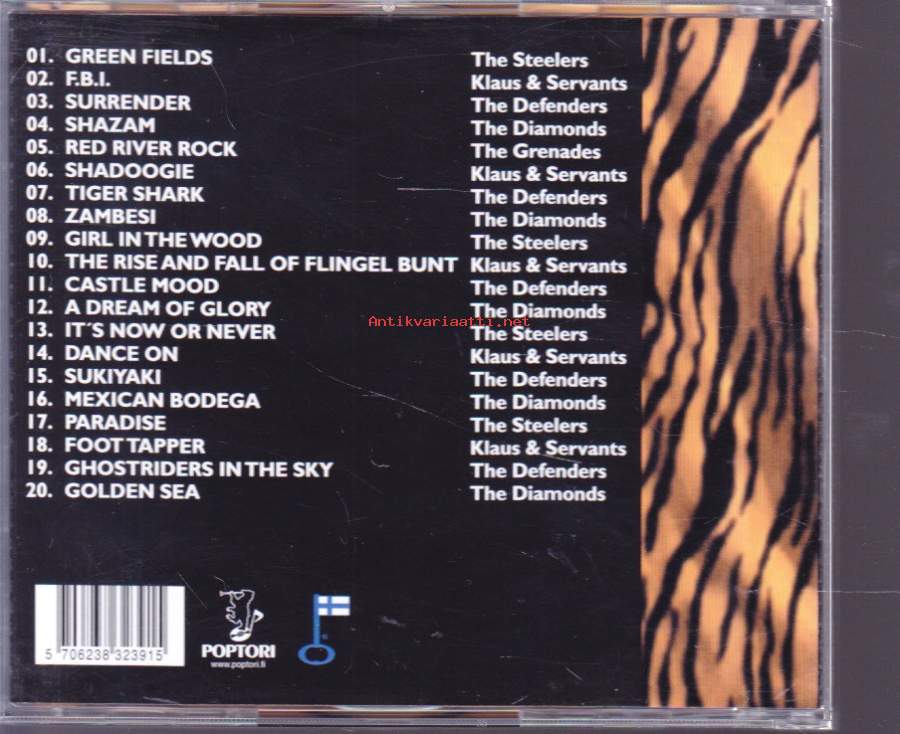 01. GREEN FIELDS The Steelers
02. F.B.I. Klaus & Servants
03. SURRENDER The Defenders
04. SHAZAM The Diamonds
05. RED RIVER ROCK The Grenades
06. SHADOOGIE Klaus & Servants
07. TIGER SHARK The Defenders
08. ZAMBESI The Diamonds
09. GIRL IN THE WOOD The Steelers
10. THE RISE AND FALL OF FLINGEL BUNT Klaus & Servants
11. CASTLE MOOD The Defenders
12. A DREAM OF GLORY The Diamonds
Antikvariaatti.net
13. IT´S NOW OR NEVER The Steelers
14. DANCE ON Klaus & Servants
15. SUKIYAKI The Defenders
16. MEXICAN BODEGA The Diamonds
17. PARADISE The Steelers
18. FOOT TAPPER Klaus & Servants
19. GHOSTRIDERS IN THE SKY The Defenders
20. GOLDEN SEA The Diamonds
5 706238 323915
POPTORI
www.poptori.fi